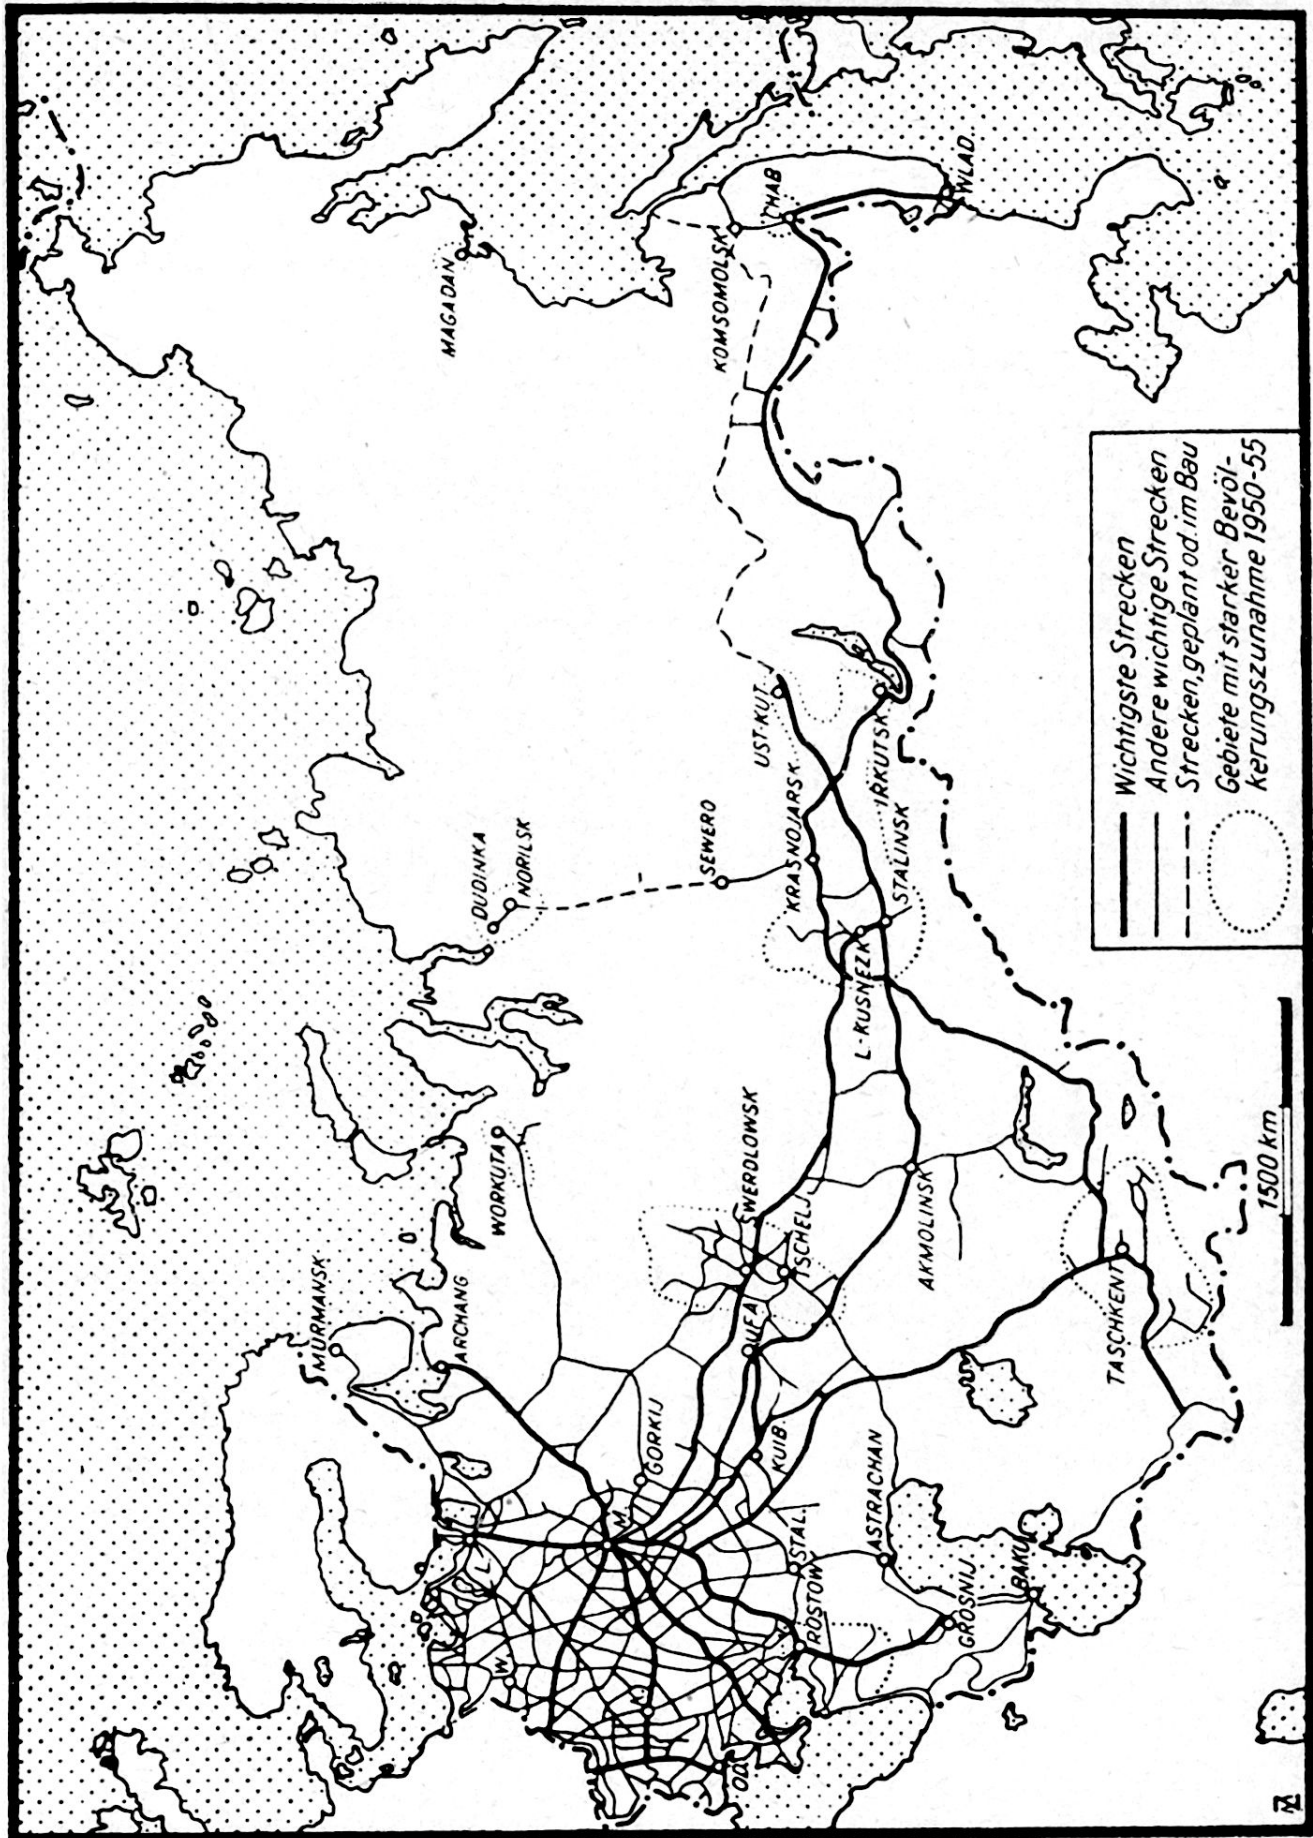 MURMANSK
ARCHANG
WORKUTA
DUDINKA
NORILSK
MAGADAN
L.
W.
M.
GORKIJ
K.
OD.
SWERDLOWSK
UFA
TSCHELJ.
KUIB.
STAL.
ROSTOW
ASTRACHAN
GROSNIJ
BAKU
AKMOLINSK
TASCHKENT
SEWERO
KRASNOJARSK
L-KUSNEZK
STALINSK
UST-KUT
IRKUTSK
KOMSOMOLSK
CHAB
WLAD.
1500 km
Wichtigste Strecken
Andere wichtige Strecken
Strecken, geplant od. im Bau
Gebiete mit starker Bevöl-
kerungszunahme 1950-55